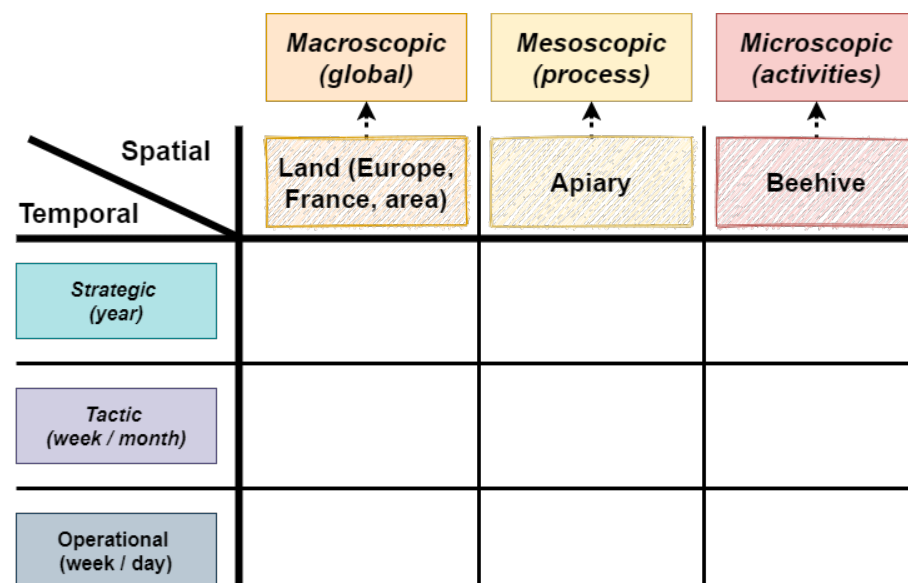 Macroscopic
(global)
Mesoscopic
(process)
Microscopic
(activities)
Spatial
Temporal
Land (Europe,
France, area)
Apiary
Beehive
Strategic
(year)
Tactic
(week / month)
Operational
(week / day)